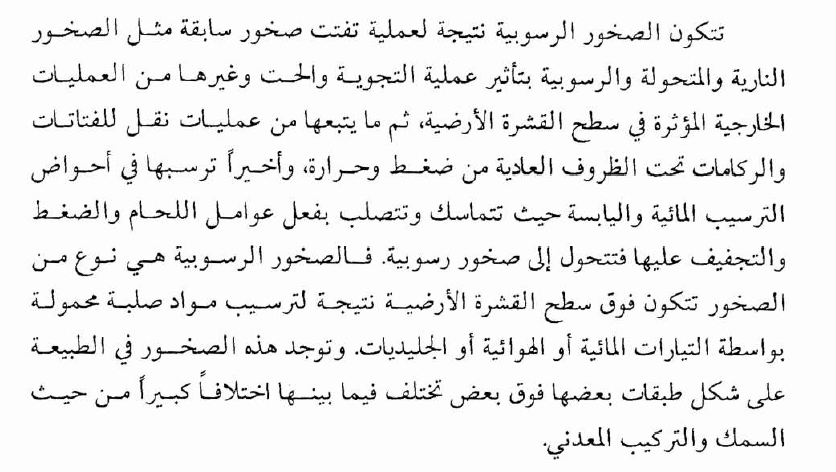 تتكون الصخور الرسوبية نتيجة لعملية تفتت صخور سابقة مثل الصخور
النارية والمتحولة والرسوبية بتأثير عملية التجوية والحت وغيرها من العمليات
الخارجية المؤثرة في سطح القشرة الأرضية، ثم ما يتبعها من عمليات نقل للفتاتات
والركامات تحت الظروف العادية من ضغط وحرارة، وأخيراً ترسبها في أحواض
الترسيب المائية واليابسة حيث تتماسك وتتصلب بفعل عوامل اللحام والضغط
والتجفيف عليها فتتحول إلى صخور رسوبية. فالصخور الرسوبية هي نوع من
الصخور تتكون فوق سطح القشرة الأرضية نتيجة لترسيب مواد صلبة محمولة
بواسطة التيارات المائية أو الهوائية أو الجليديات. وتوجد هذه الصخور في الطبيعة
على شكل طبقات بعضها فوق بعض تختلف فيما بينها اختلافاً كبيراً من حيث
السمك والتركيب المعدني.